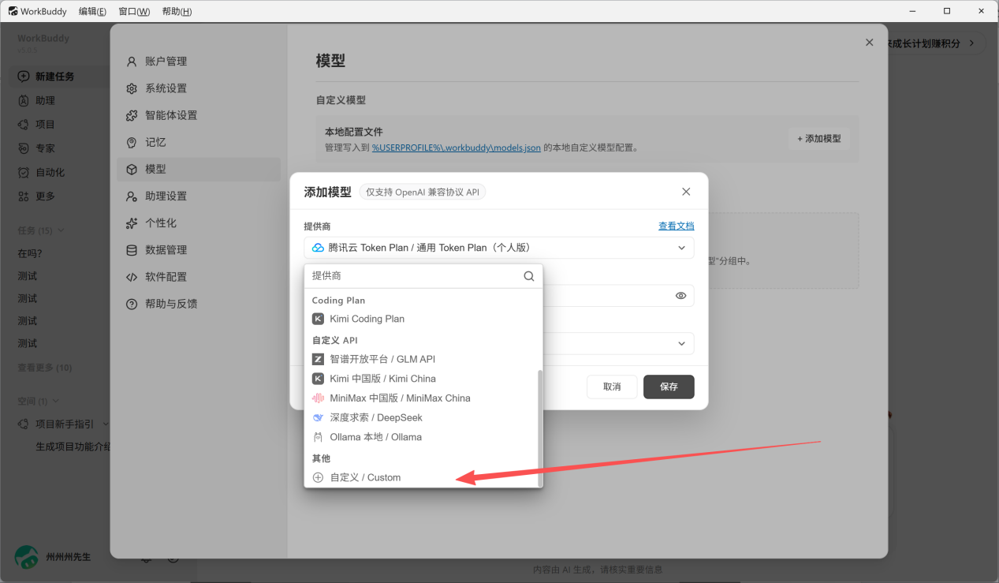 WorkBuddy 编辑(E) 窗口(W) 帮助(H)
WorkBuddy
v5.0.5
新建任务
助理
项目
专家
自动化
更多
任务 (15)
在吗?
测试
测试
测试
测试
查看更多 (10)
空间 (1)
项目新手指引
生成项目功能介绍
州州州先生
账户管理
系统设置
智能体设置
记忆
模型
助理设置
个性化
数据管理
软件配置
帮助与反馈
模型
来成长计划赚积分
自定义模型
本地配置文件
管理写入到 %USERPROFILE%\.workbuddy\models.json 的本地自定义模型配置。
+ 添加模型
型"分组中。
添加模型 仅支持 OpenAI 兼容协议 API
提供商 查看文档
腾讯云 Token Plan / 通用 Token Plan（个人版）
提供商
Coding Plan
Kimi Coding Plan
自定义 API
智谱开放平台 / GLM API
Kimi 中国版 / Kimi China
MiniMax 中国版 / MiniMax China
深度求索 / DeepSeek
Ollama 本地 / Ollama
其他
自定义 / Custom
取消 保存
内容由 AI 生成，请核实重要信息